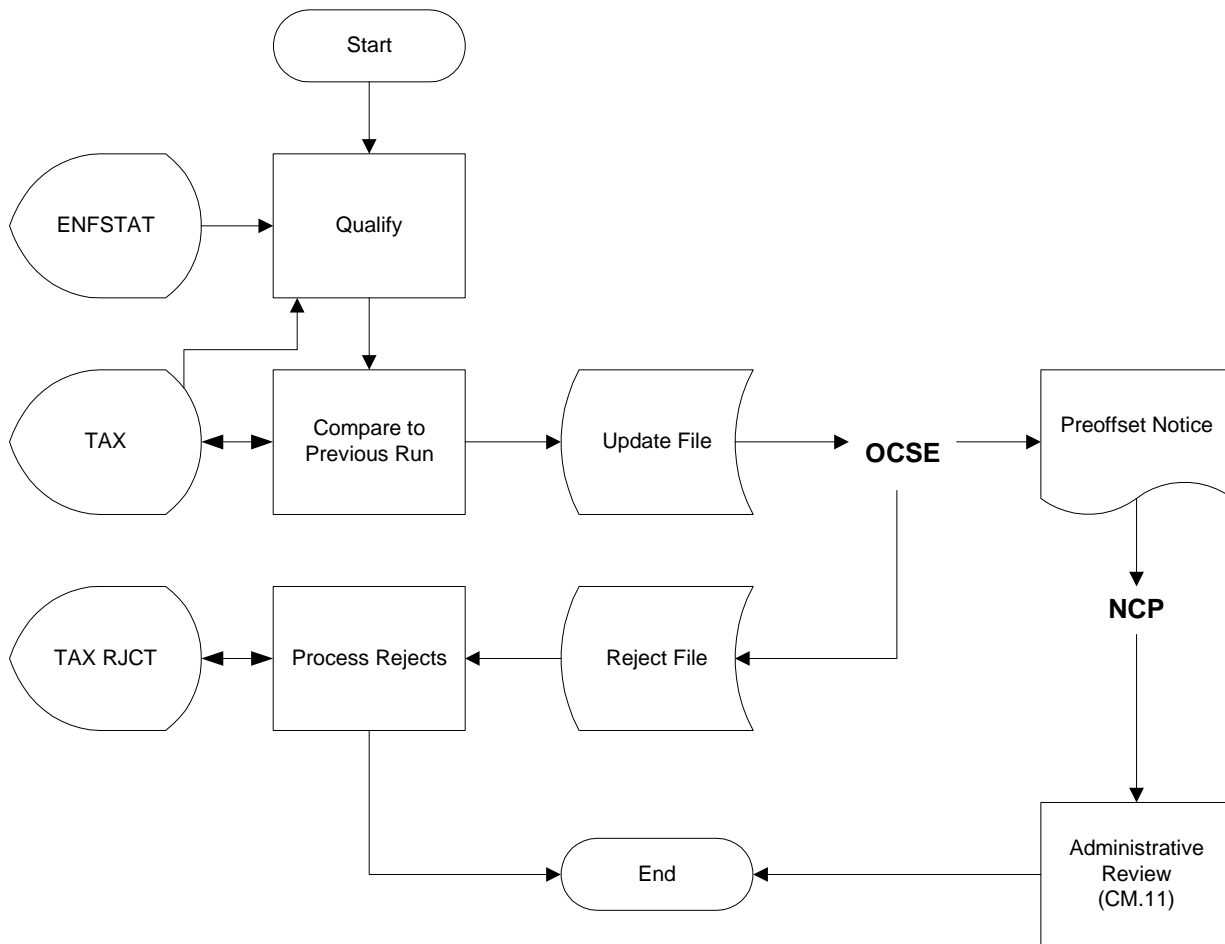 Start
ENFSTAT
Qualify
TAX
Compare to
Previous Run
Update File
OCSE
Preoffset Notice
NCP
TAX RJCT
Process Rejects
Reject File
Administrative
Review
(CM.11)
End